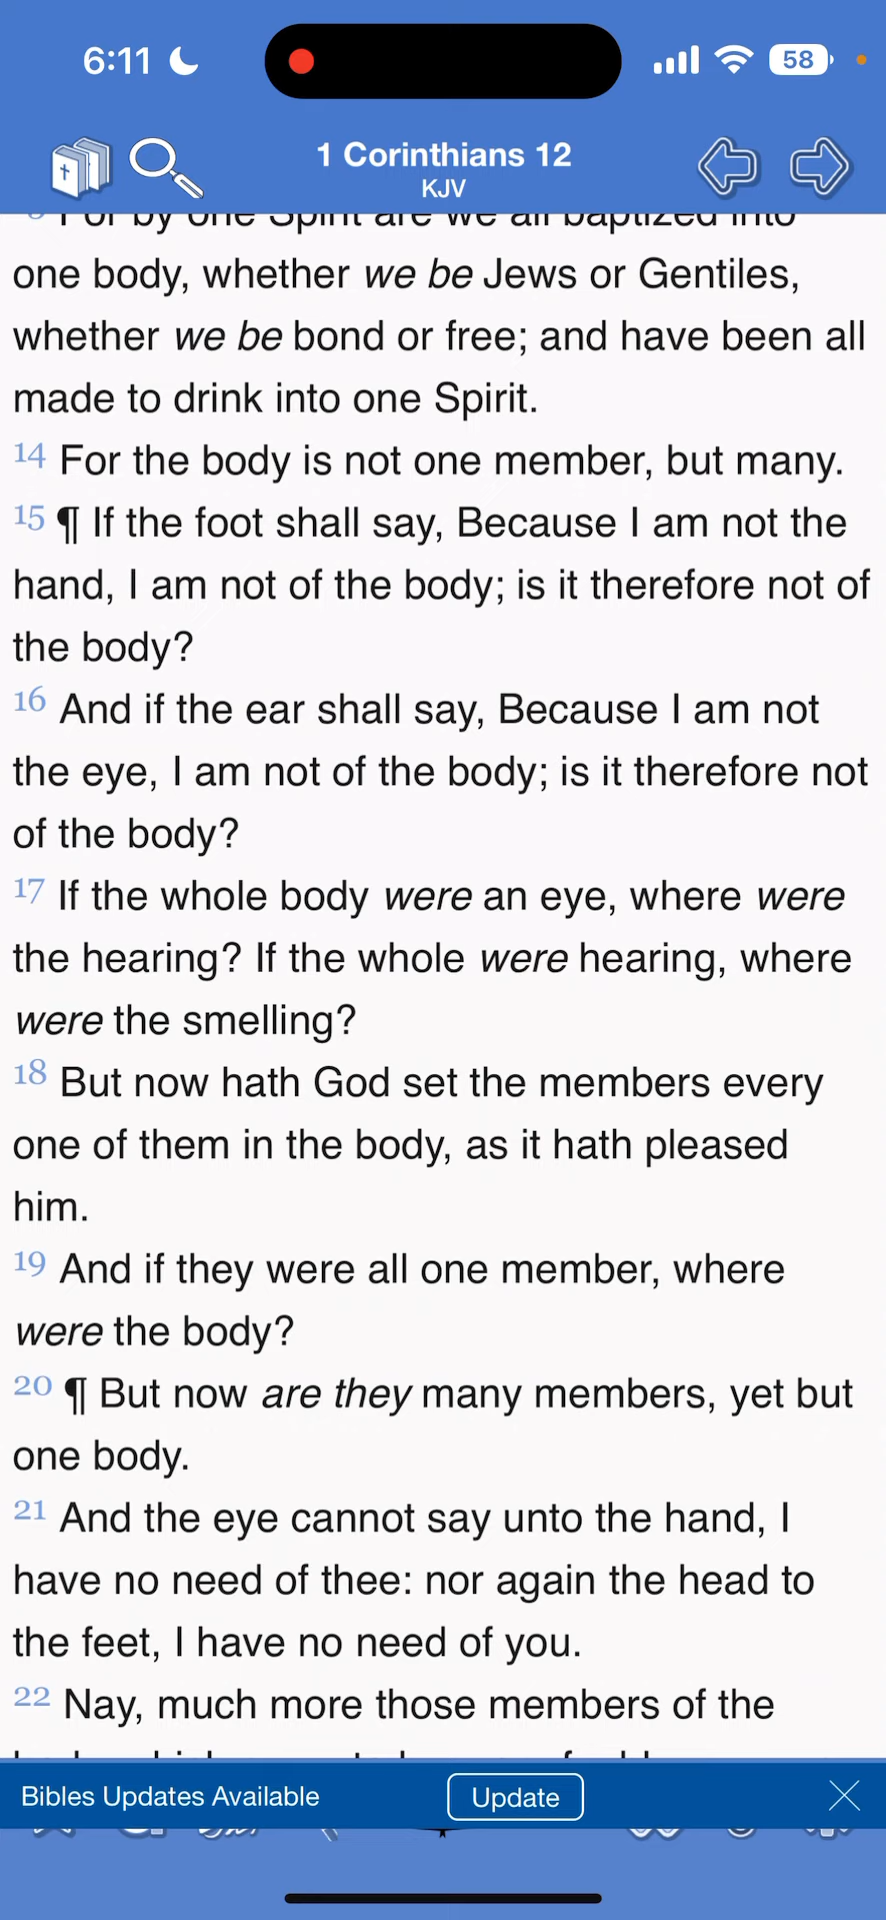 6:11
58
1 Corinthians 12
KJV
For by one Spirit are we all baptized into
one body, whether we be Jews or Gentiles,
whether we be bond or free; and have been all
made to drink into one Spirit.
14 For the body is not one member, but many.
15 ¶ If the foot shall say, Because I am not the
hand, I am not of the body; is it therefore not of
the body?
16 And if the ear shall say, Because I am not
the eye, I am not of the body; is it therefore not
of the body?
17 If the whole body were an eye, where were
the hearing? If the whole were hearing, where
were the smelling?
18 But now hath God set the members every
one of them in the body, as it hath pleased
him.
19 And if they were all one member, where
were the body?
20 ¶ But now are they many members, yet but
one body.
21 And the eye cannot say unto the hand, I
have no need of thee: nor again the head to
the feet, I have no need of you.
22 Nay, much more those members of the
Bibles Updates Available
Update